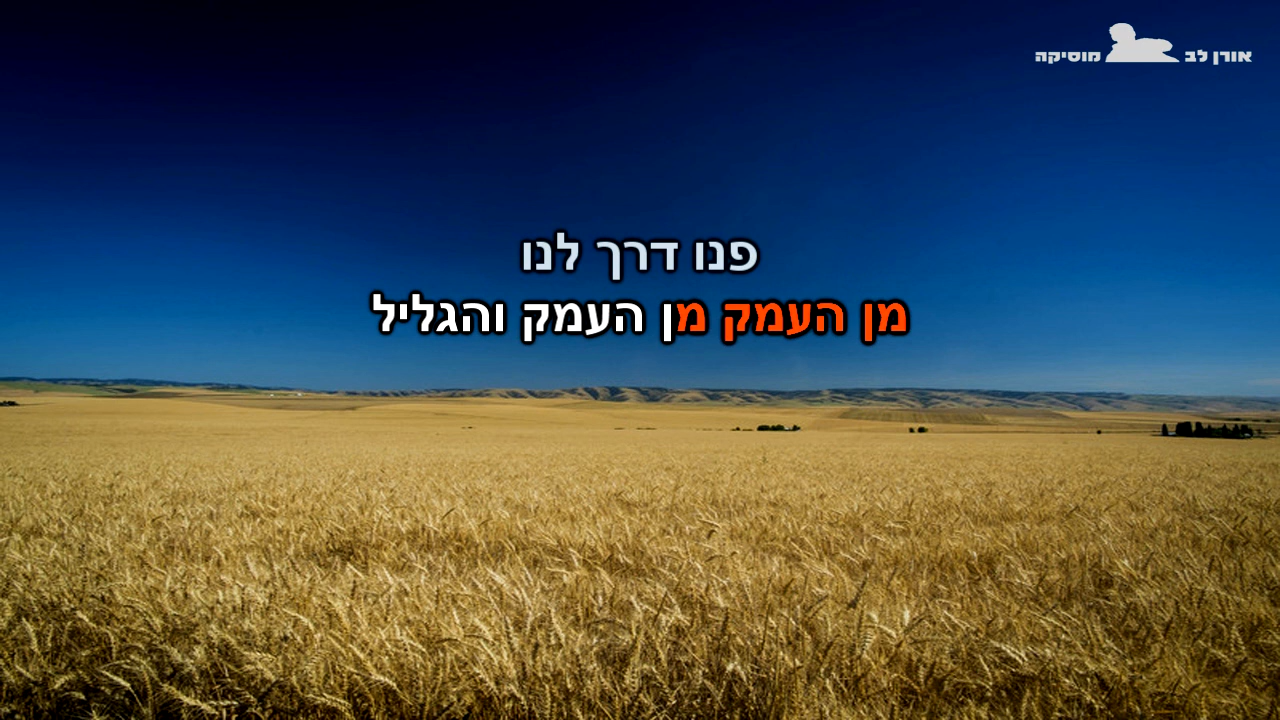 אורן לב מוסיקה
פנו דרך לנו
מן העמק מן העמק והגליל